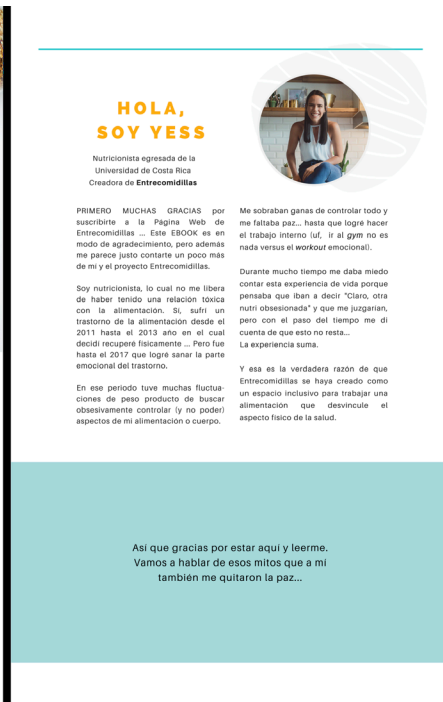 HOLA,
SOY YESS
Nutricionista egresada de la
Universidad de Costa Rica
Creadora de Entrecomidillas
PRIMERO MUCHAS GRACIAS por
suscribirte a la Página Web de
Entrecomidillas ... Este EBOOK es en
modo de agradecimiento, pero además
me parece justo contarte un poco más
de mí y el proyecto Entrecomidillas.
Soy nutricionista, lo cual no me libera
de haber tenido una relación tóxica
con la alimentación. Sí, sufrí un
trastorno de la alimentación desde el
2011 hasta el 2013 año en el cual
decidí recuperé físicamente ... Pero fue
hasta el 2017 que logré sanar la parte
emocional del trastorno.
En ese periodo tuve muchas fluctua-
ciones de peso producto de buscar
obsesivamente controlar (y no poder)
aspectos de mi alimentación o cuerpo.
Me sobraban ganas de controlar todo y
me faltaba paz... hasta que logré hacer
el trabajo interno (uf, ir al gym no es
nada versus el workout emocional).
Durante mucho tiempo me daba miedo
contar esta experiencia de vida porque
pensaba que iban a decir "Claro, otra
nutri obsesionada" y que me juzgarían,
pero con el paso del tiempo me di
cuenta de que esto no resta...
La experiencia suma.
Y esa es la verdadera razón de que
Entrecomidillas se haya creado como
un espacio inclusivo para trabajar una
alimentación que desvincule el
aspecto físico de la salud.
Así que gracias por estar aquí y leerme.
Vamos a hablar de esos mitos que a mí
también me quitaron la paz...